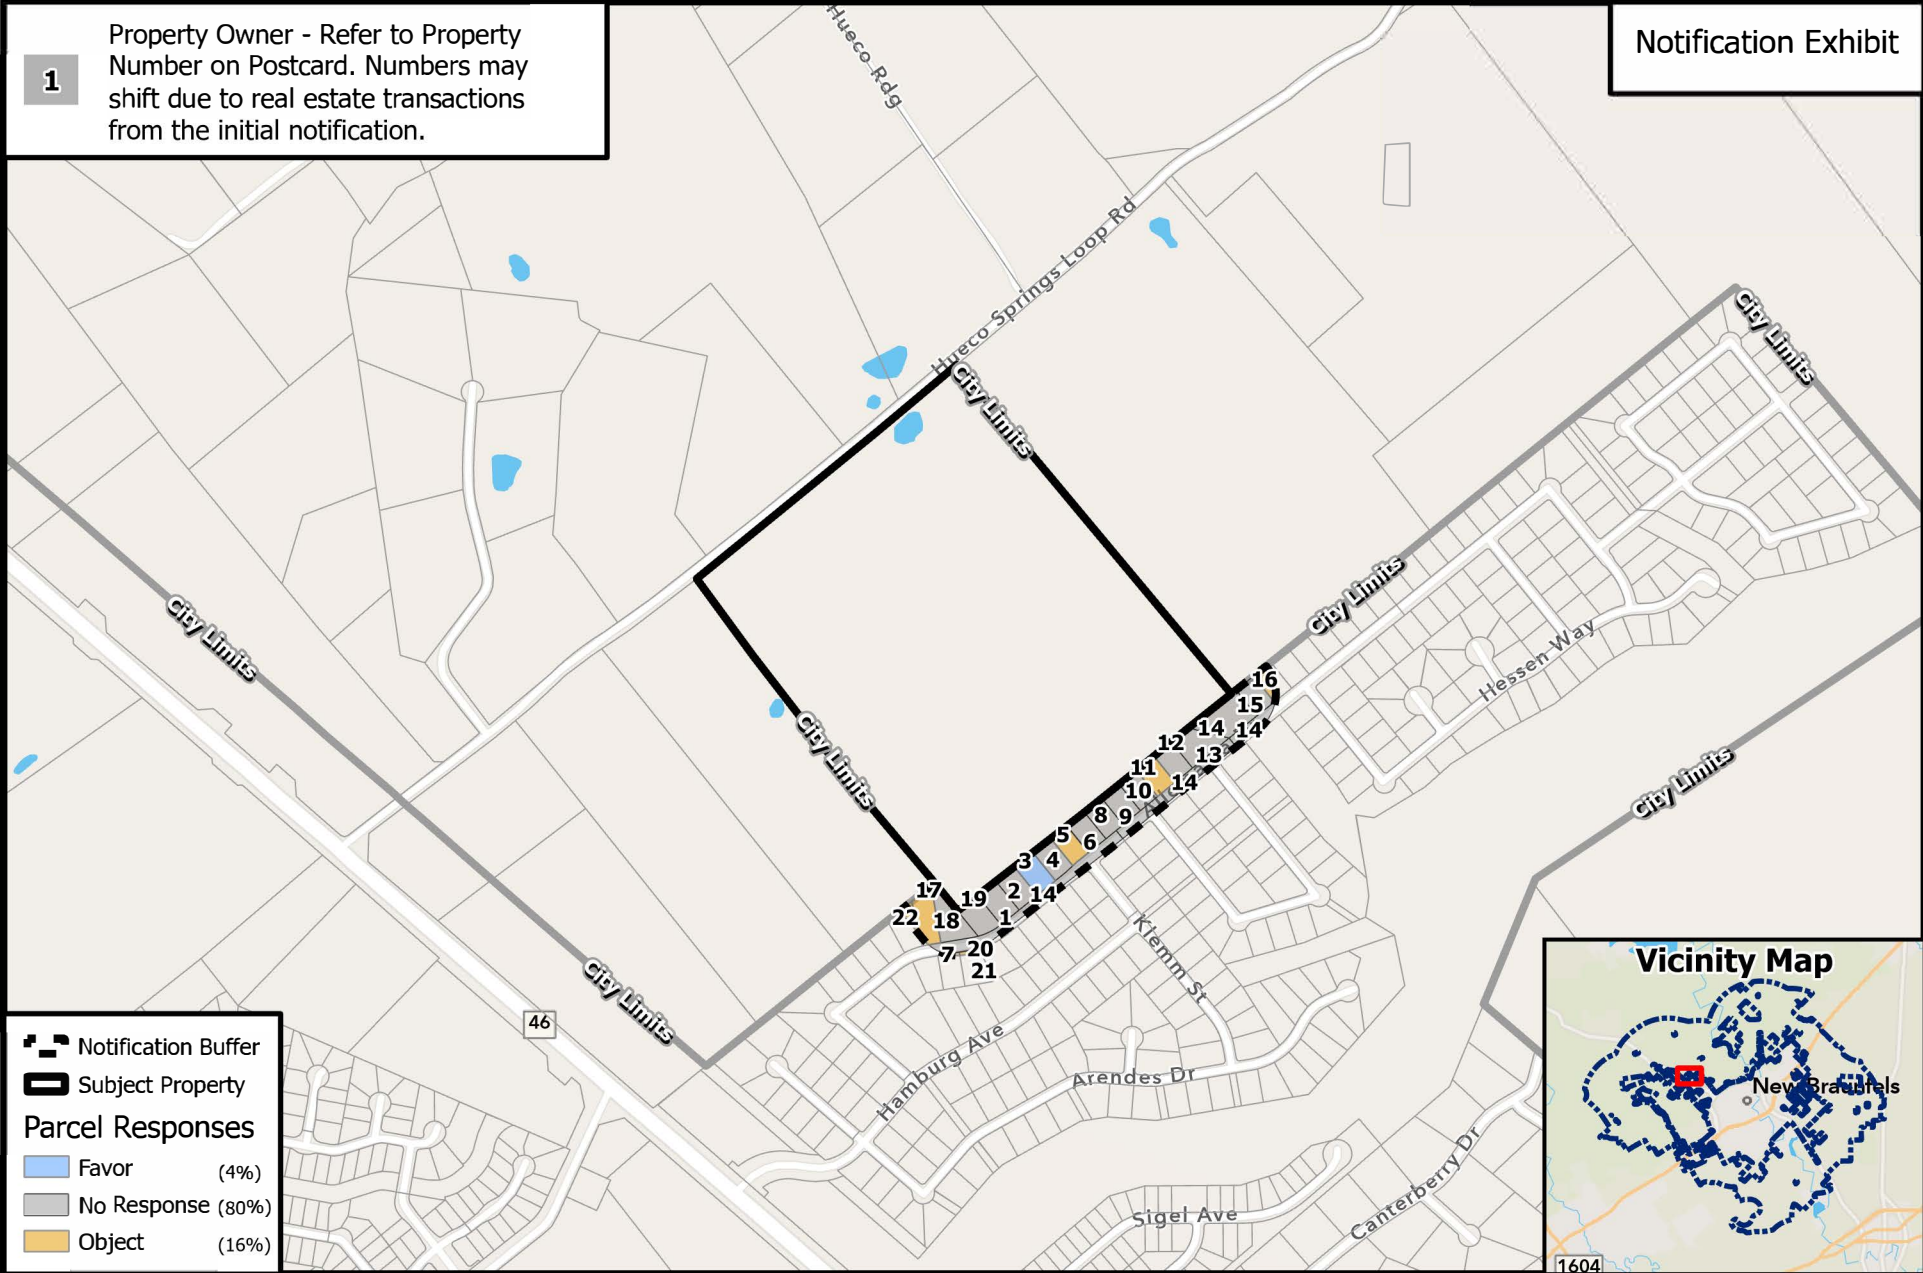 1
Property Owner - Refer to Property
Number on Postcard. Numbers may
shift due to real estate transactions
from the initial notification.
Notification Exhibit
Hueco Rdg
Hueco Springs Loop Rd
City Limits
City Limits
City Limits
City Limits
City Limits
City Limits
City Limits
Hessen Way
16
15
14
14
12
13
11
14
10
8
9
5
6
3
4
2
14
17
19
22
18
1
7
20
21
Klemm St
Hamburg Ave
Arendes Dr
Sigel Ave
Canterberry Dr
46
Notification Buffer
Subject Property
Parcel Responses
Favor (4%)
No Response (80%)
Object (16%)
Vicinity Map
New Braunfels
1604